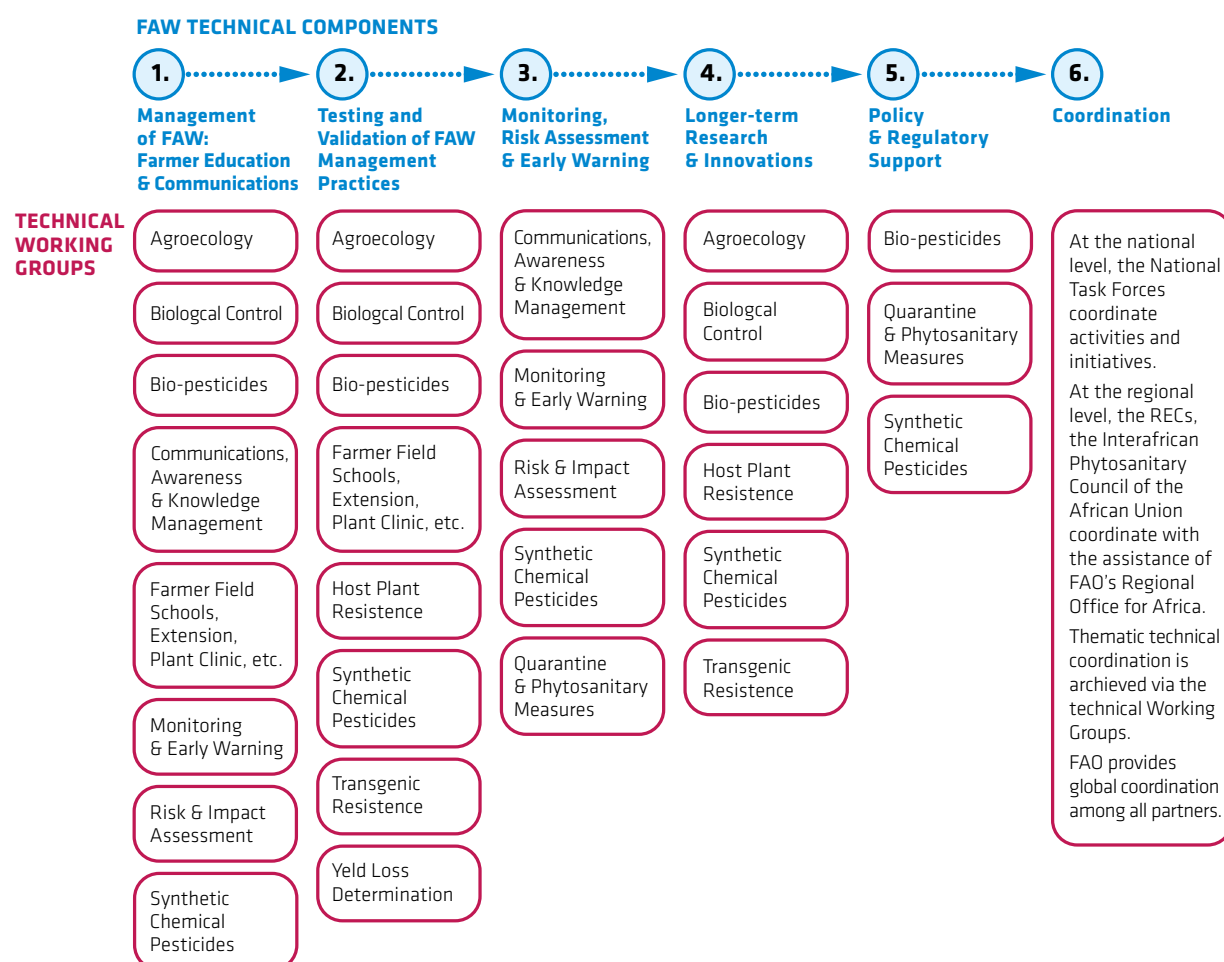 FAW TECHNICAL COMPONENTS
1.
2.
3.
4.
5.
6.
Management
of FAW:
Farmer Education
& Communications
Testing and
Validation of FAW
Management
Practices
Monitoring,
Risk Assessment
& Early Warning
Longer-term
Research
& Innovations
Policy
& Regulatory
Support
Coordination
TECHNICAL
WORKING
GROUPS
Agroecology
Biologcal Control
Bio-pesticides
Communications,
Awareness
& Knowledge
Management
Farmer Field
Schools,
Extension,
Plant Clinic, etc.
Monitoring
& Early Warning
Risk & Impact
Assessment
Synthetic
Chemical
Pesticides
Agroecology
Biologcal Control
Bio-pesticides
Farmer Field
Schools,
Extension,
Plant Clinic, etc.
Host Plant
Resistence
Synthetic
Chemical
Pesticides
Transgenic
Resistence
Yeld Loss
Determination
Communications,
Awareness
& Knowledge
Management
Monitoring
& Early Warning
Risk & Impact
Assessment
Synthetic
Chemical
Pesticides
Quarantine
& Phytosanitary
Measures
Agroecology
Biologcal
Control
Bio-pesticides
Host Plant
Resistence
Synthetic
Chemical
Pesticides
Transgenic
Resistence
Bio-pesticides
Quarantine
& Phytosanitary
Measures
Synthetic
Chemical
Pesticides
At the national
level, the National
Task Forces
coordinate
activities and
initiatives.
At the regional
level, the RECs,
the Interafrican
Phytosanitary
Council of the
African Union
coordinate with
the assistance of
FAO's Regional
Office for Africa.
Thematic technical
coordination is
archieved via the
technical Working
Groups.
FAO provides
global coordination
among all partners.